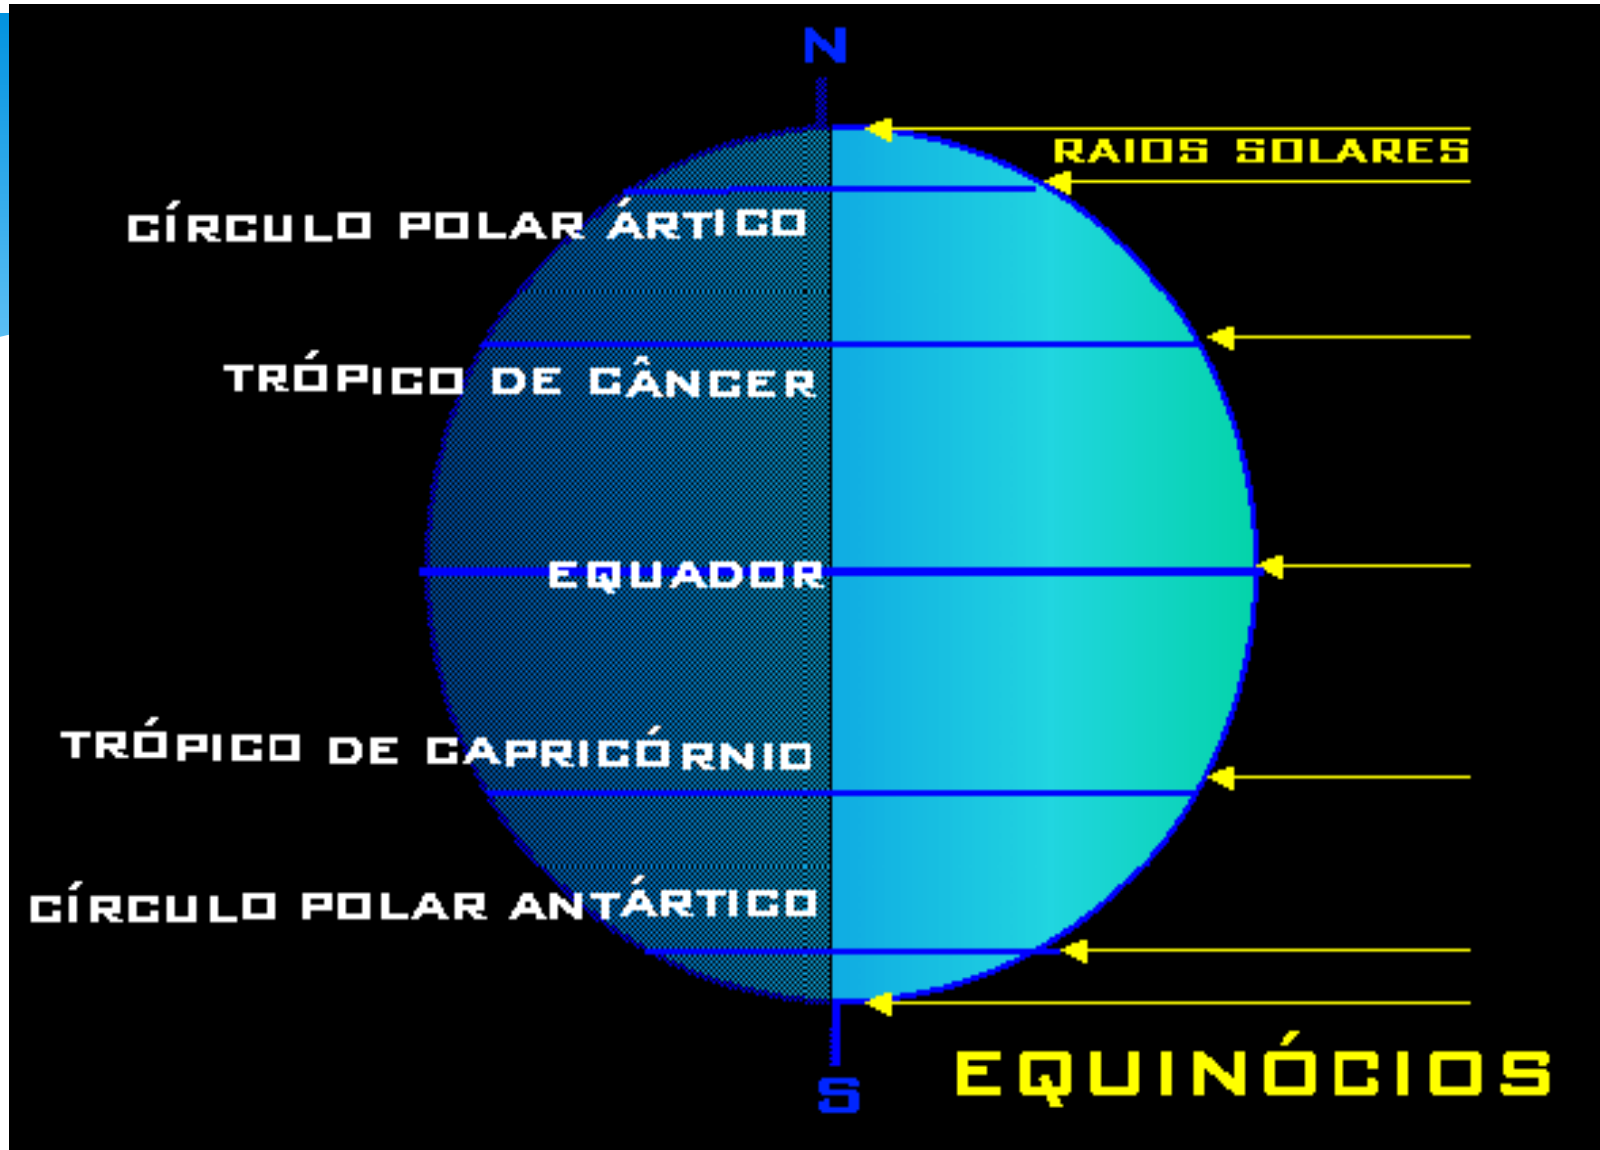 N
RAIOS SOLARES
CÍRCULO POLAR ÁRTICO
TRÓPICO DE CÂNCER
EQUADOR
TRÓPICO DE CAPRICÓRNIO
CÍRCULO POLAR ANTÁRTICO
EQUINÓCIOS
S